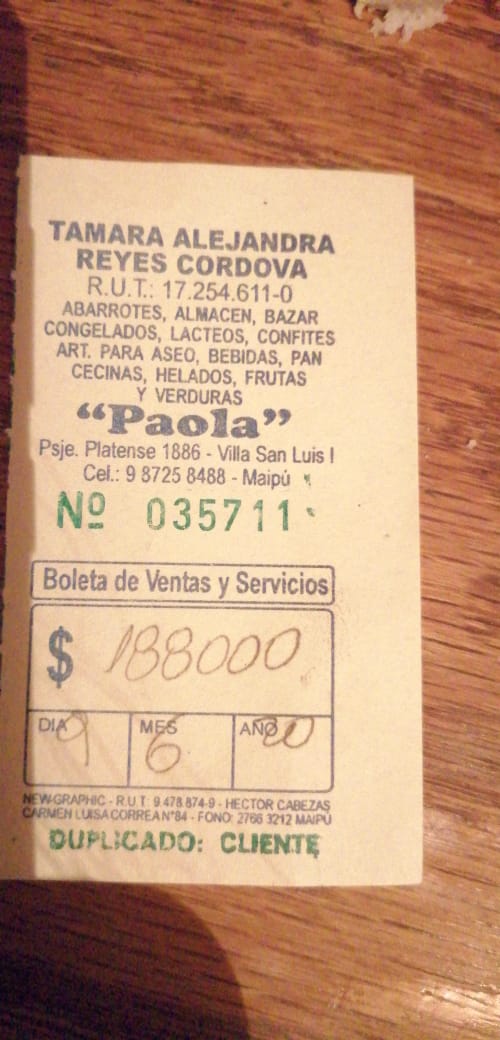 TAMARA ALEJANDRA
REYES CORDOVA
R.U.T.: 17.254.611-0
ABARROTES, ALMACEN, BAZAR
CONGELADOS, LACTEOS, CONFITES
ART. PARA ASEO, BEBIDAS, PAN
CECINAS, HELADOS, FRUTAS
Y VERDURAS
“Paola”
Psje. Platense 1886 - Villa San Luis I
Cel.: 9 8725 8488 - Maipú
Nº 035711
Boleta de Ventas y Servicios
$ 188000
DIA 9 MES 6 AÑO 20
NEW-GRAPHIC - R.U.T: 9.478.874-9 - HECTOR CABEZAS
CARMEN LUISA CORREA N°84 - FONO: 2766 3212 MAIPÚ
DUPLICADO: CLIENTE